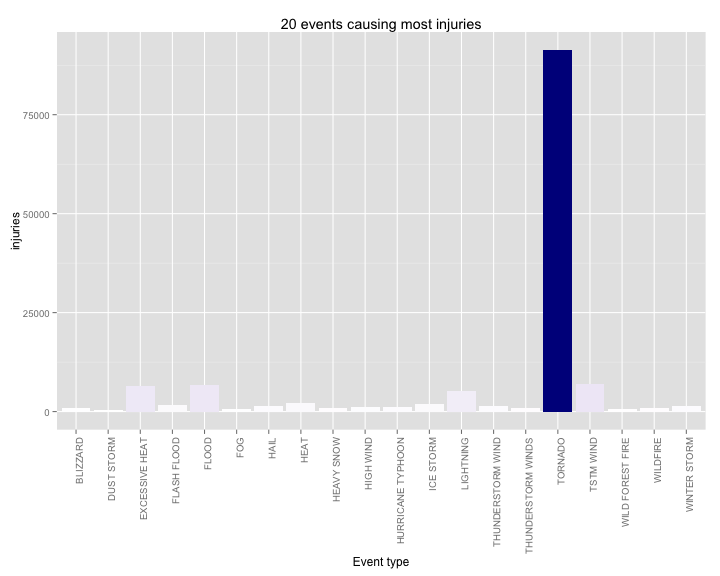 20 events causing most injuries
injuries
75000
50000
25000
0
BLIZZARD
DUST STORM
EXCESSIVE HEAT
FLASH FLOOD
FLOOD
FOG
HAIL
HEAT
HEAVY SNOW
HIGH WIND
HURRICANE TYPHOON
ICE STORM
LIGHTNING
THUNDERSTORM WIND
THUNDERSTORM WINDS
TORNADO
TSTM WIND
WILD FOREST FIRE
WILDFIRE
WINTER STORM
Event type